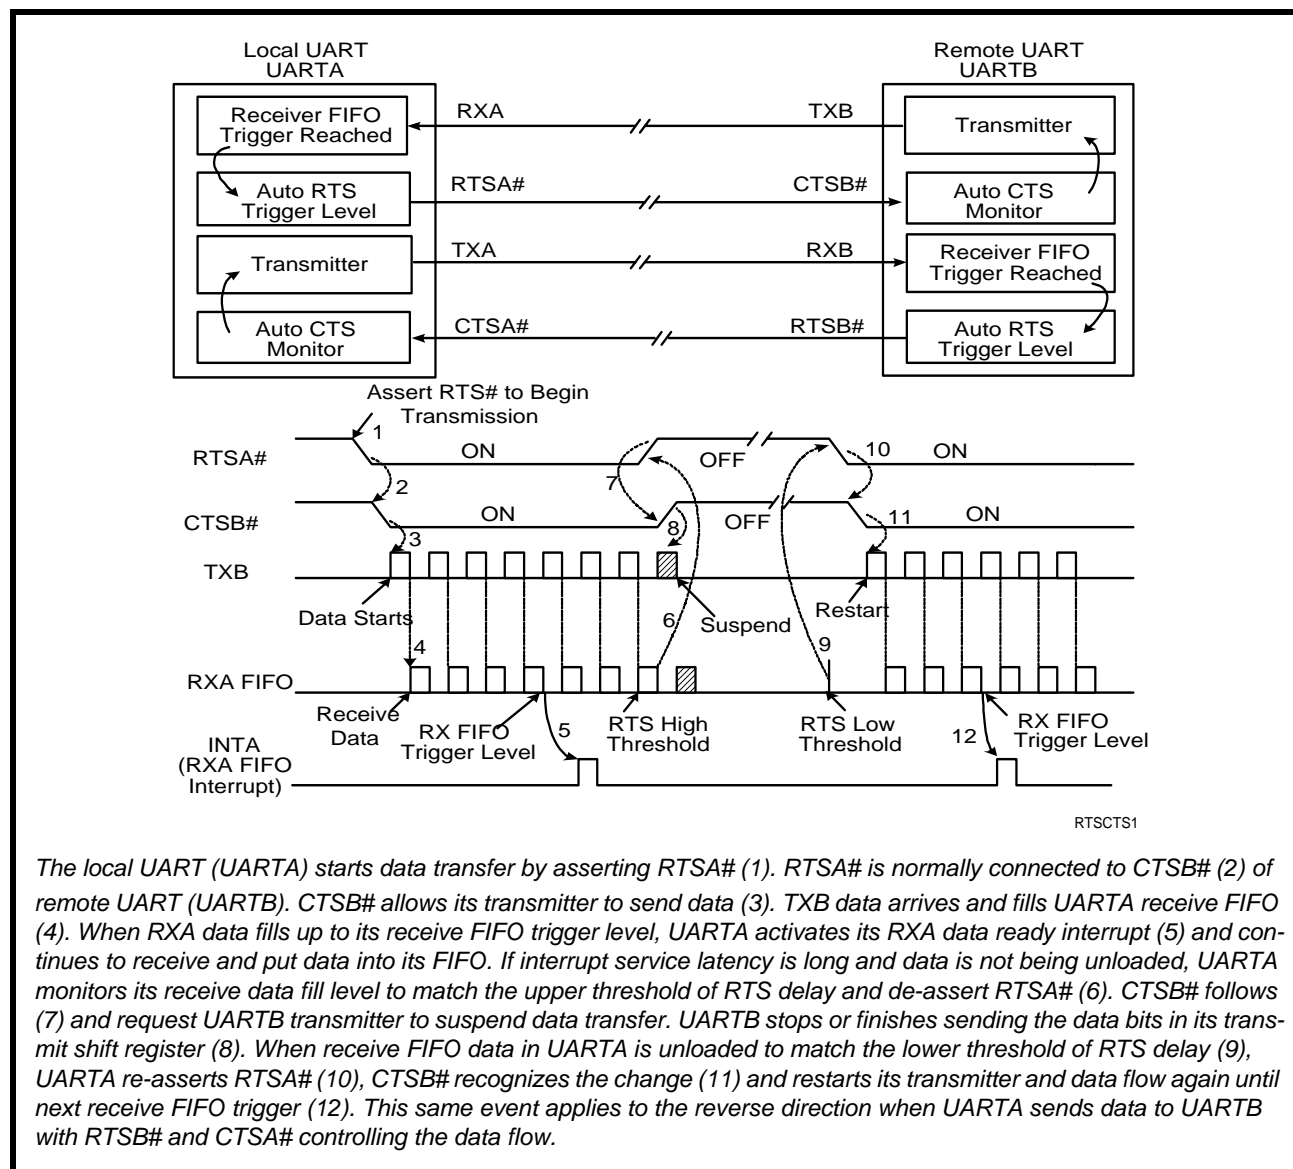 Local UART
UARTA
Remote UART
UARTB
Receiver FIFO
Trigger Reached
RXA
TXB
Transmitter
Auto RTS
Trigger Level
RTSA#
CTSB#
Auto CTS
Monitor
Transmitter
TXA
RXB
Receiver FIFO
Trigger Reached
Auto CTS
Monitor
CTSA#
RTSB#
Auto RTS
Trigger Level
Assert RTS# to Begin
Transmission
1
RTSA#
ON
7
OFF
10
ON
2
CTSB#
ON
8
OFF
11
ON
3
TXB
Data Starts
6
Suspend
Restart
4
9
RXA FIFO
Receive
Data
RX FIFO
Trigger Level
5
RTS High
Threshold
RTS Low
Threshold
12
RX FIFO
Trigger Level
INTA
(RXA FIFO
Interrupt)
RTSCTS1
The local UART (UARTA) starts data transfer by asserting RTSA# (1). RTSA# is normally connected to CTSB# (2) of
remote UART (UARTB). CTSB# allows its transmitter to send data (3). TXB data arrives and fills UARTA receive FIFO
(4). When RXA data fills up to its receive FIFO trigger level, UARTA activates its RXA data ready interrupt (5) and con-
tinues to receive and put data into its FIFO. If interrupt service latency is long and data is not being unloaded, UARTA
monitors its receive data fill level to match the upper threshold of RTS delay and de-assert RTSA# (6). CTSB# follows
(7) and request UARTB transmitter to suspend data transfer. UARTB stops or finishes sending the data bits in its trans-
mit shift register (8). When receive FIFO data in UARTA is unloaded to match the lower threshold of RTS delay (9),
UARTA re-asserts RTSA# (10), CTSB# recognizes the change (11) and restarts its transmitter and data flow again until
next receive FIFO trigger (12). This same event applies to the reverse direction when UARTA sends data to UARTB
with RTSB# and CTSA# controlling the data flow.